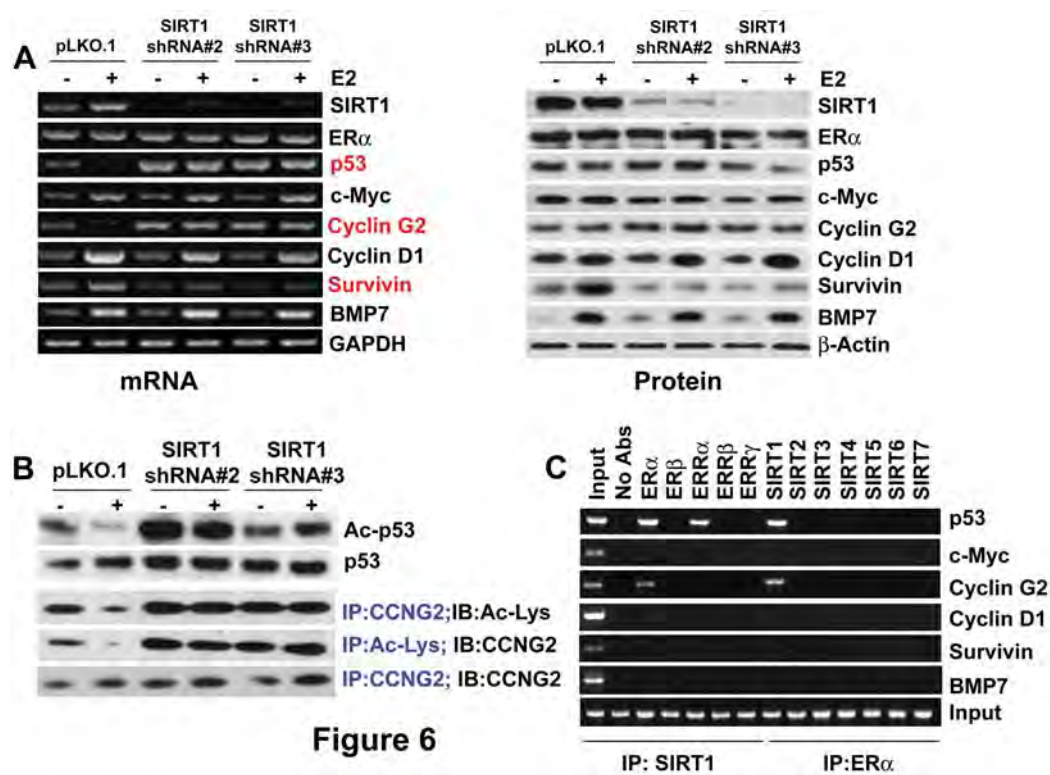 A
pLKO.1
SIRT1
shRNA#2
SIRT1
shRNA#3
- + - + - + E2
SIRT1
ERα
p53
c-Myc
Cyclin G2
Cyclin D1
Survivin
BMP7
GAPDH
mRNA
pLKO.1
SIRT1
shRNA#2
SIRT1
shRNA#3
- + - + - + E2
SIRT1
ERα
p53
c-Myc
Cyclin G2
Cyclin D1
Survivin
BMP7
β-Actin
Protein
B
pLKO.1
SIRT1
shRNA#2
SIRT1
shRNA#3
- + - + - +
Ac-p53
p53
IP:CCNG2;IB:Ac-Lys
IP:Ac-Lys; IB:CCNG2
IP:CCNG2; IB:CCNG2
C
Input
No Abs
ERα
ERβ
ERRα
ERRβ
ERRγ
SIRT1
SIRT2
SIRT3
SIRT4
SIRT5
SIRT6
SIRT7
p53
c-Myc
Cyclin G2
Cyclin D1
Survivin
BMP7
Input
IP: SIRT1
IP:ERα
Figure 6